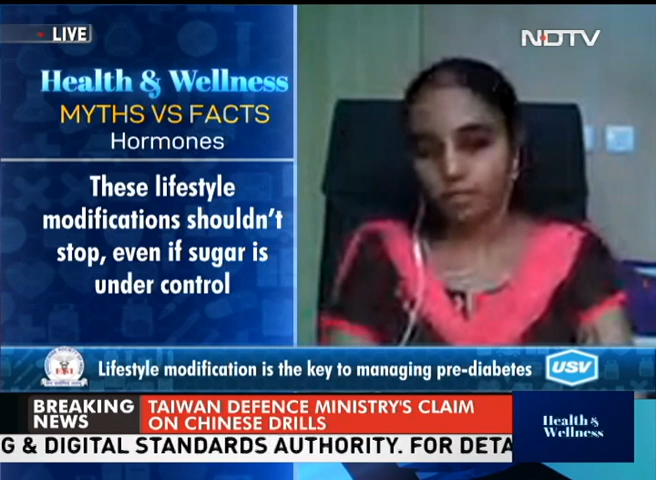 LIVE
NDTV
Health & Wellness
MYTHS VS FACTS
Hormones
These lifestyle
modifications shouldn't
stop, even if sugar is
under control
Lifestyle modification is the key to managing pre-diabetes
USV
BREAKING
NEWS
TAIWAN DEFENCE MINISTRY'S CLAIM
ON CHINESE DRILLS
Health &
Wellness
G & DIGITAL STANDARDS AUTHORITY. FOR DETA